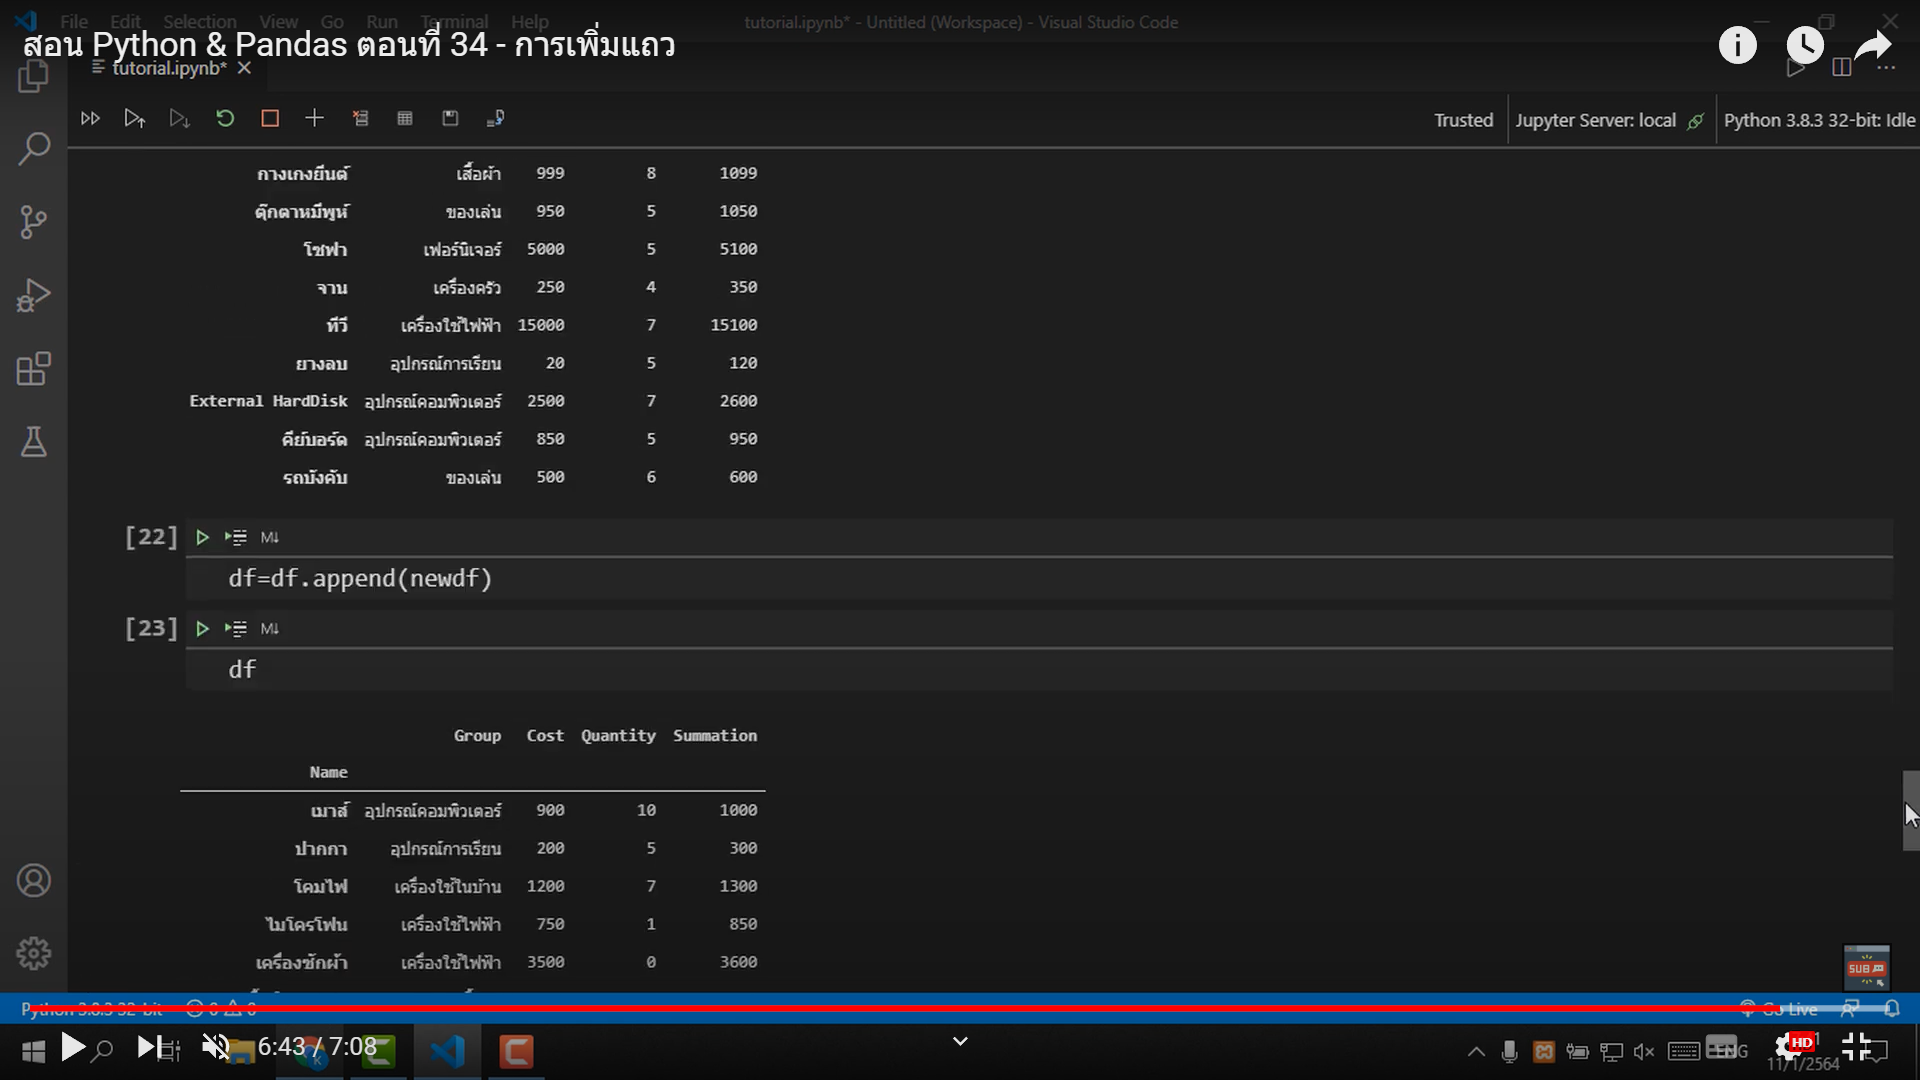 File Edit Selection View Go Run Terminal Help tutorial.ipynb* - Untitled (Workspace) - Visual Studio Code
สอน Python & Pandas ตอนที่ 34 - การเพิ่มแถว
tutorial.ipynb*
Trusted Jupyter Server: local Python 3.8.3 32-bit: Idle
กางเกงยีนต์ เสื้อผ้า 999 8 1099
ตุ๊กตาหมีพูห์ ของเล่น 950 5 1050
โซฟา เฟอร์นิเจอร์ 5000 5 5100
จาน เครื่องครัว 250 4 350
ทีวี เครื่องใช้ไฟฟ้า 15000 7 15100
ยางลบ อุปกรณ์การเรียน 20 5 120
External HardDisk อุปกรณ์คอมพิวเตอร์ 2500 7 2600
คีย์บอร์ด อุปกรณ์คอมพิวเตอร์ 850 5 950
รถบังคับ ของเล่น 500 6 600
[22] M↓
df=df.append(newdf)
[23] M↓
df
Group Cost Quantity Summation
Name
เมาส์ อุปกรณ์คอมพิวเตอร์ 900 10 1000
ปากกา อุปกรณ์การเรียน 200 5 300
โคมไฟ เครื่องใช้ในบ้าน 1200 7 1300
ไมโครโฟน เครื่องใช้ไฟฟ้า 750 1 850
เครื่องซักผ้า เครื่องใช้ไฟฟ้า 3500 0 3600
SUB
Python 3.8.3 32-bit 0 0 Go Live
6:43 / 7:08 ENG HD
11/1/2564